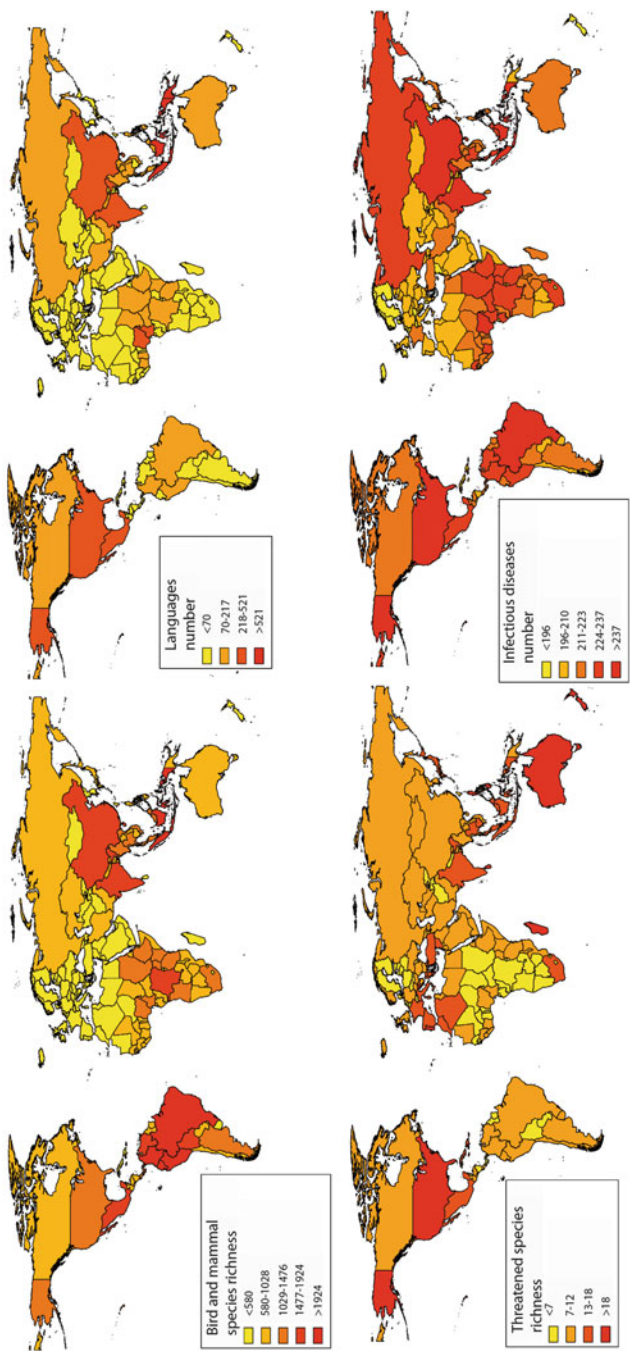 Bird and mammal
species richness
<580
580-1028
1029-1476
1477-1924
>1924
Languages
number
<70
70-217
218-521
>521
Threatened species
richness
<7
7-12
13-18
>18
Infectious diseases
number
<196
196-210
211-223
224-237
>237